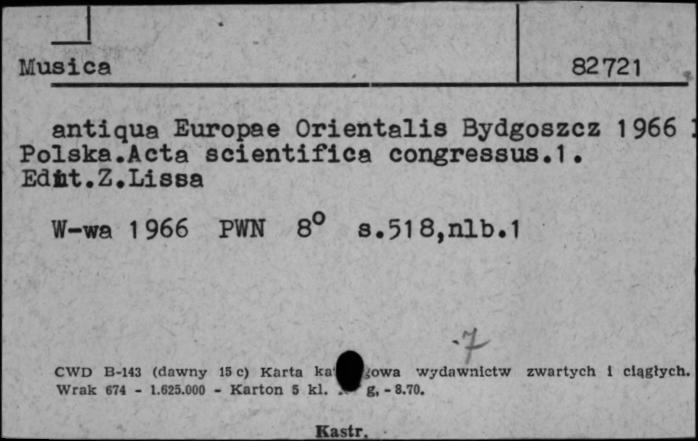 Musica 82721
antiqua Europae Orientalis Bydgoszcz 1966
Polska.Acta scientifica congressus.1.
Edit.Z.Lissa
W-wa 1966 PWN 8° s.518,nlb.1
.7
CWD B-143 (dawny 15 c) Karta wydawnictw zwartych i ciągłych.
Wrak 674 - 1.625.000 - Karton 5 kl. g. - 8.70.
Kastr.